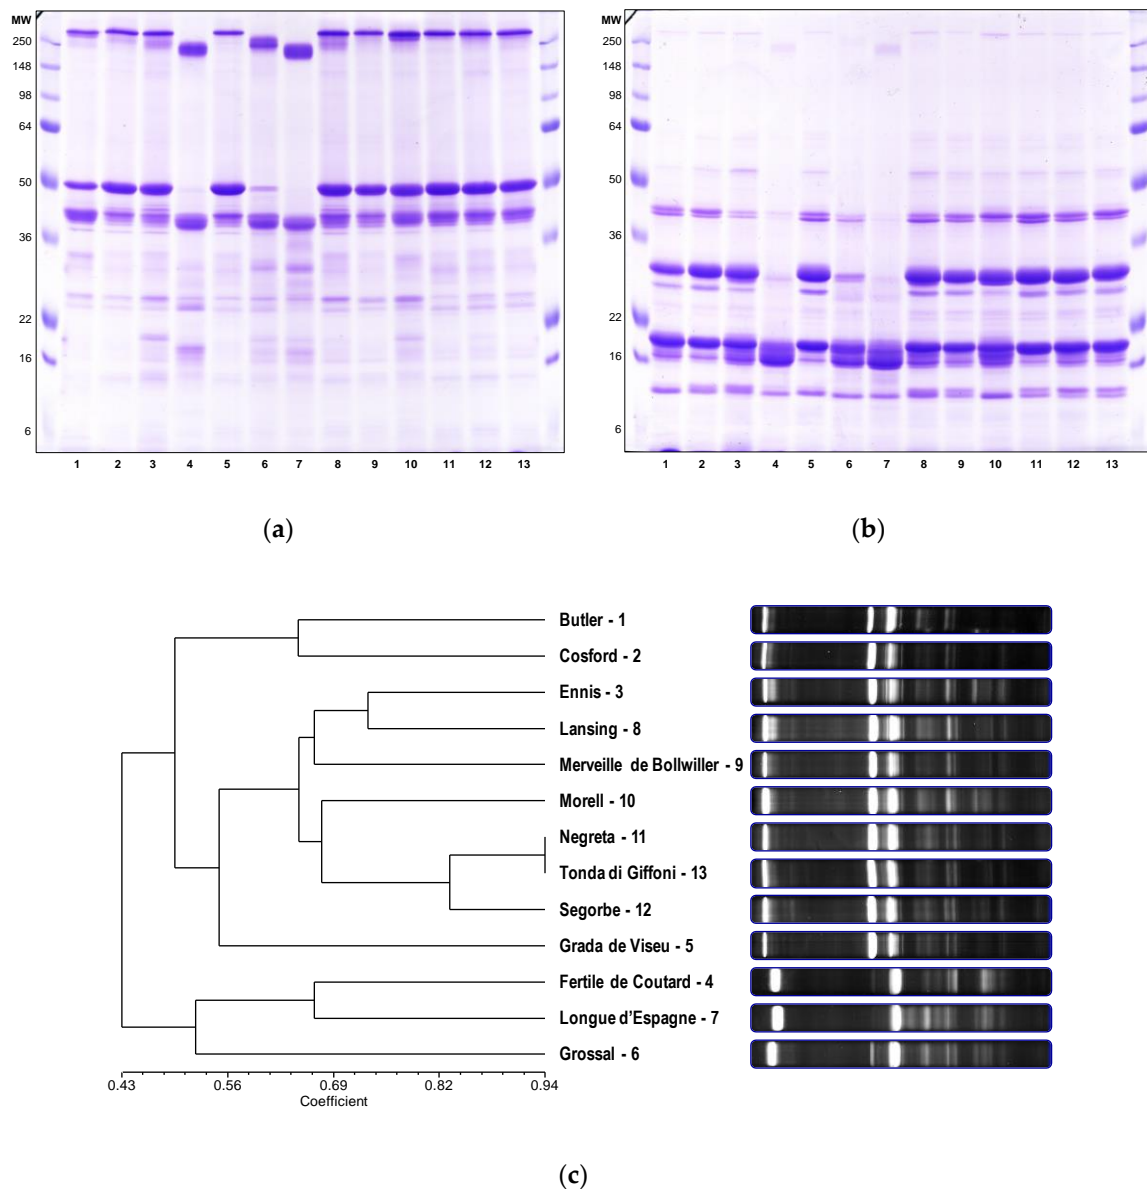 MW
250
148
98
64
50
36
22
16
6
1 2 3 4 5 6 7 8 9 10 11 12 13
(a)
MW
250
148
98
64
50
36
22
16
6
1 2 3 4 5 6 7 8 9 10 11 12 13
(b)
Butler - 1
Cosford - 2
Ennis - 3
Lansing - 8
Merveille de Bollwiller - 9
Morell - 10
Negreta - 11
Tonda di Giffoni - 13
Segorbe - 12
Grada de Viseu - 5
Fertile de Coutard - 4
Longue d'Espagne - 7
Grossal - 6
0.43 0.56 0.69 0.82 0.94
Coefficient
(c)